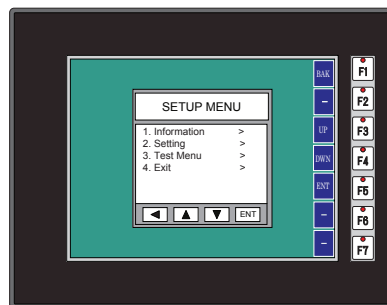 SETUP MENU
1. Information >
2. Setting >
3. Test Menu >
4. Exit >
ENT
BAK
–
UP
DWN
ENT
–
–
F1
F2
F3
F4
F5
F6
F7